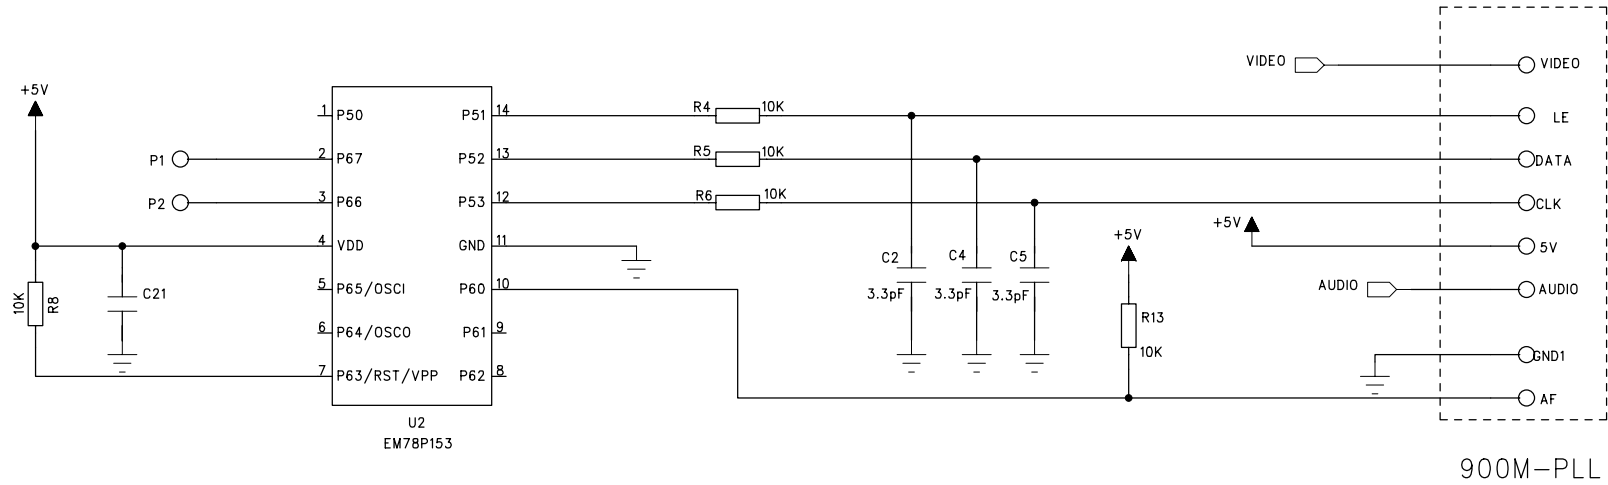 VIDEO
VIDEO
+5V
1
P50
P51
14
R4
10K
LE
P1
2
P67
P52
13
R5
10K
DATA
P2
3
P66
P53
12
R6
10K
CLK
4
VDD
GND
11
+5V
+5V
5V
10K
R8
C21
5
P65/OSCI
P60
10
C2
3.3pF
C4
3.3pF
C5
3.3pF
AUDIO
AUDIO
6
P64/OSCO
P61
9
R13
10K
GND1
7
P63/RST/VPP
P62
8
AF
U2
EM78P153
900M-PLL